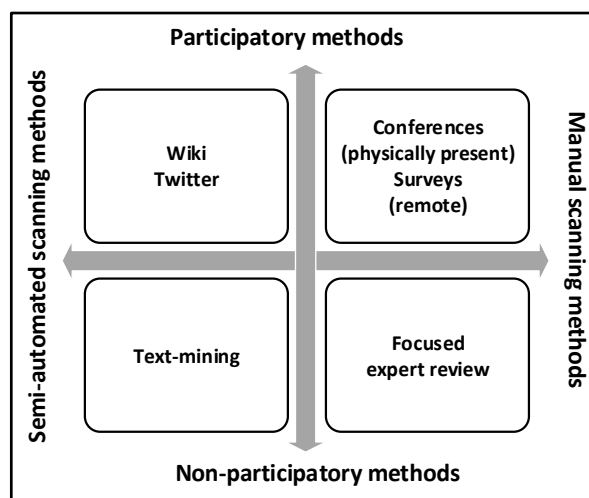 Participatory methods
Semi-automated scanning methods
Wiki
Twitter
Conferences
(physically present)
Surveys
(remote)
Manual scanning methods
Text-mining
Focused
expert review
Non-participatory methods